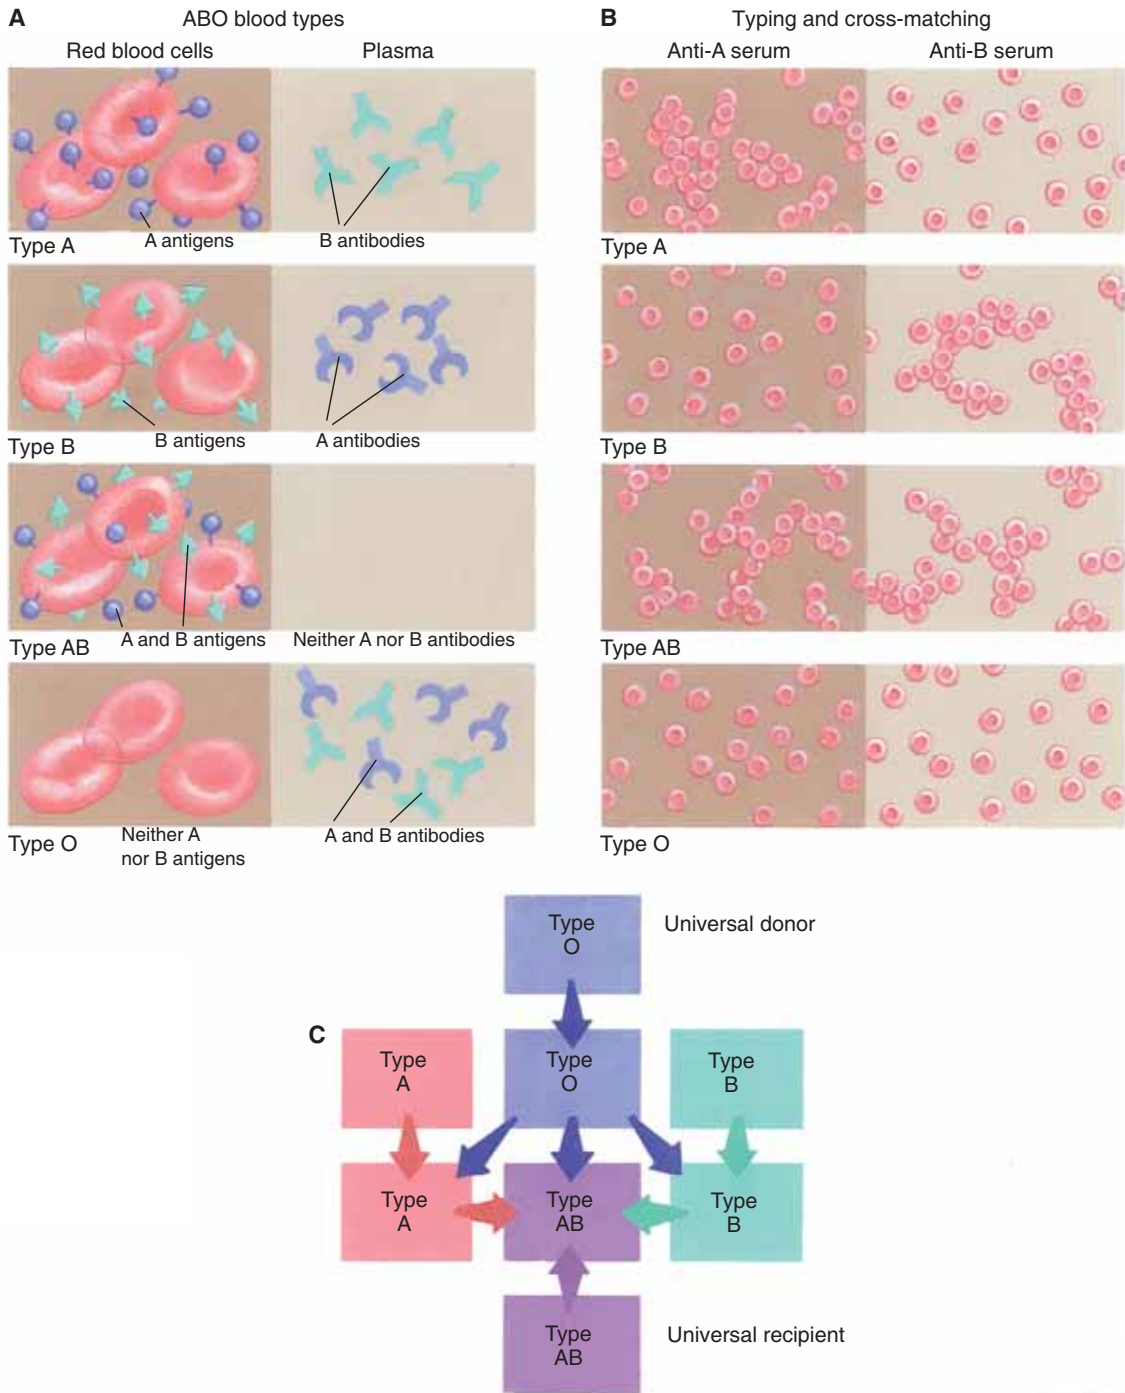 A
ABO blood types
Red blood cells
Plasma
A antigens
B antibodies
Type A
B antigens
A antibodies
Type B
A and B antigens
Neither A nor B antibodies
Type AB
Neither A
nor B antigens
A and B antibodies
Type O
B
Typing and cross-matching
Anti-A serum
Anti-B serum
Type A
Type B
Type AB
Type O
C
Type
O
Universal donor
Type
A
Type
O
Type
B
Type
A
Type
AB
Type
B
Type
AB
Universal recipient